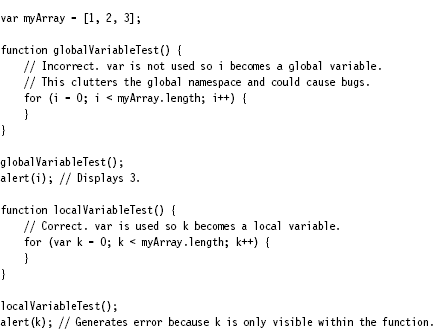 var myArray = [1, 2, 3];
function globalVariableTest() {
// Incorrect. var is not used so i becomes a global variable.
// This clutters the global namespace and could cause bugs.
for (i = 0; i < myArray.length; i++) {
}
}
globalVariableTest();
alert(i); // Displays 3.
function localVariableTest() {
// Correct. var is used so k becomes a local variable.
for (var k = 0; k < myArray.length; k++) {
}
}
localVariableTest();
alert(k); // Generates error because k is only visible within the function.